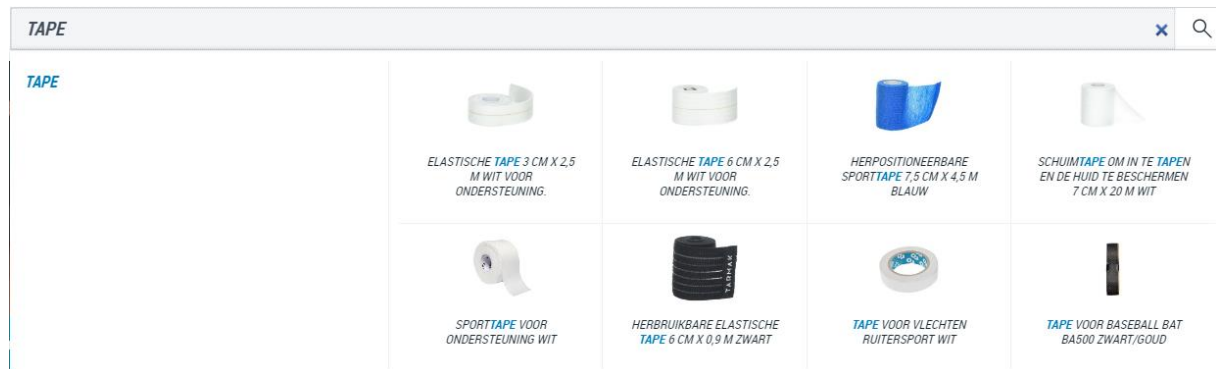 TAPE
TAPE
ELASTISCHE TAPE 3 CM X 2,5
M WIT VOOR
ONDERSTEUNING.
ELASTISCHE TAPE 6 CM X 2,5
M WIT VOOR
ONDERSTEUNING.
HERPOSITIONEERBARE
SPORTTAPE 7,5 CM X 4,5 M
BLAUW
SCHUIMTAPE OM IN TE TAPEN
EN DE HUID TE BESCHERMEN
7 CM X 20 M WIT
SPORTTAPE VOOR
ONDERSTEUNING WIT
TARMAK
HERBRUIKBARE ELASTISCHE
TAPE 6 CM X 0,9 M ZWART
TAPE VOOR VLECHTEN
RUITERSPORT WIT
TAPE VOOR BASEBALL BAT
BA500 ZWART/GOUD